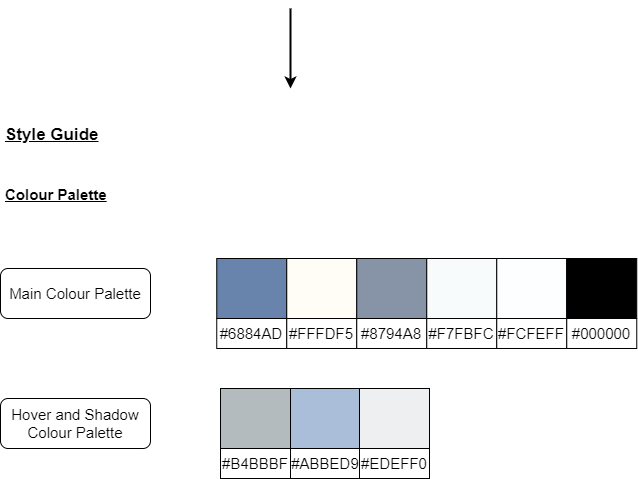 Style Guide
Colour Palette
Main Colour Palette
#6884AD #FFFDF5 #8794A8 #F7FBFC #FCFEFF #000000
Hover and Shadow
Colour Palette
#B4BBBF #ABBED9 #EDEFF0